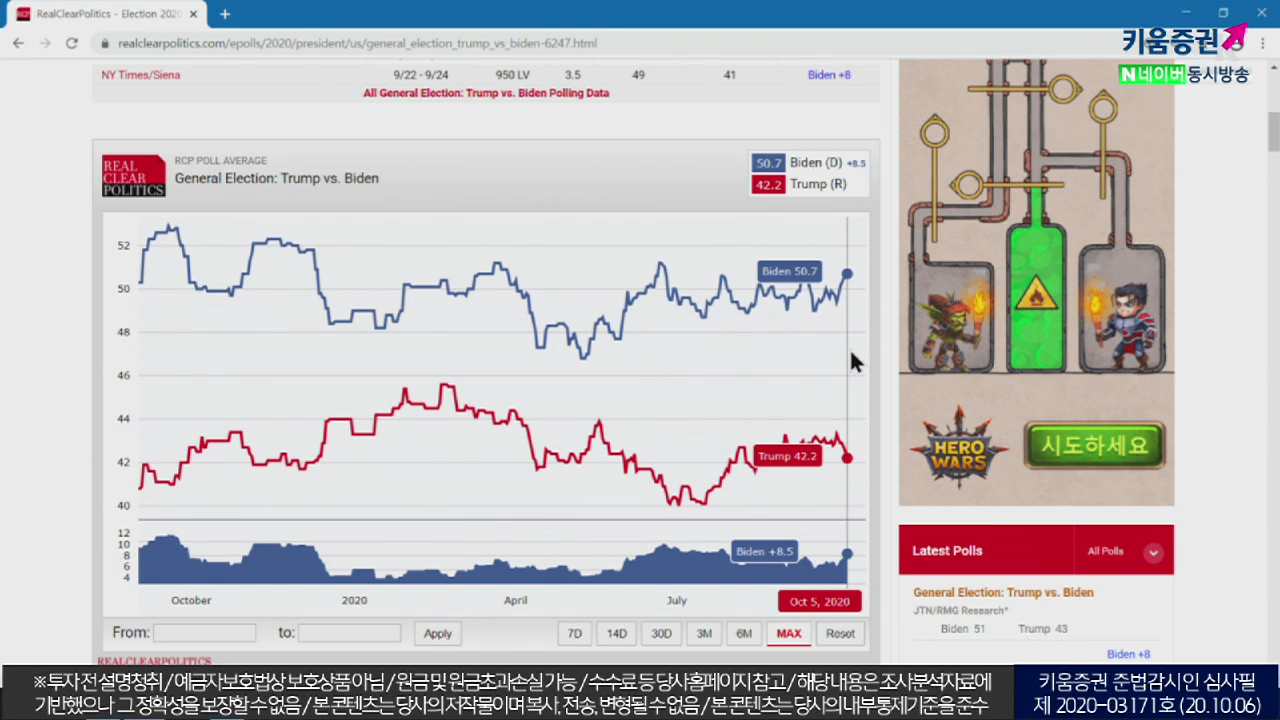 RealClearPolitics - Election 2020
realclearpolitics.com/epolls/2020/president/us/general_election_trump_vs_biden-6247.html
키움증권
N 네이버 동시방송
NY Times/Siena 9/22 - 9/24 950 LV 3.5 49 41 Biden +8
All General Election: Trump vs. Biden Polling Data
REAL CLEAR POLITICS
RCP POLL AVERAGE
General Election: Trump vs. Biden
50.7 Biden (D) +8.5
42.2 Trump (R)
52
50
48
46
44
42
40
Biden 50.7
Trump 42.2
12
10
8
6
4
Biden +8.5
October 2020 April July Oct 5, 2020
From: to: Apply 7D 14D 30D 3M 6M MAX Reset
REALCLEARPOLITICS
HERO WARS
시도하세요
Latest Polls All Polls
General Election: Trump vs. Biden
JTN/RMG Research*
Biden 51 Trump 43
Biden +8
※투자 전 설명청취 / 예금자보호법상 보호상품 아님 / 원금 및 원금초과손실 가능 / 수수료 등 당사홈페이지 참고 / 해당 내용은 조사분석자료에
기반했으나 그 정확성을 보장할 수 없음 / 본 콘텐츠는 당사의 저작물이며 복사, 전송, 변형될 수 없음 / 본 콘텐츠는 당사의 내부통제기준을 준수
키움증권 준법감시인 심사필
제 2020-03171호 (20.10.06)